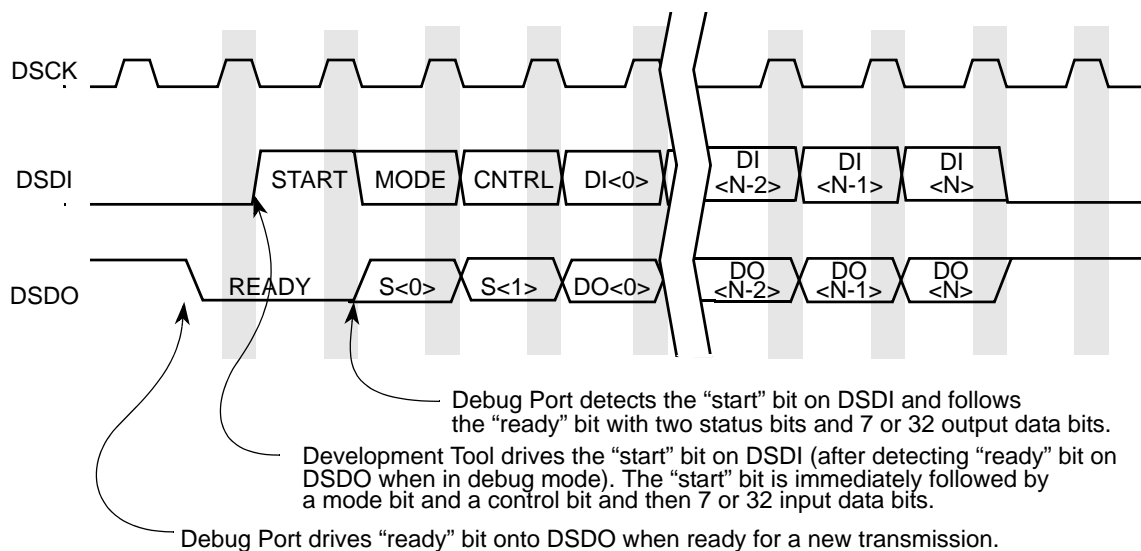 DSCK
DSDI
START MODE CNTRL DI<0> DI <N-2> DI <N-1> DI <N>
DSDO
READY S<0> S<1> DO<0> DO <N-2> DO <N-1> DO <N>
Debug Port detects the “start” bit on DSDI and follows
the “ready” bit with two status bits and 7 or 32 output data bits.
Development Tool drives the “start” bit on DSDI (after detecting “ready” bit on
DSDO when in debug mode). The “start” bit is immediately followed by
a mode bit and a control bit and then 7 or 32 input data bits.
Debug Port drives “ready” bit onto DSDO when ready for a new transmission.